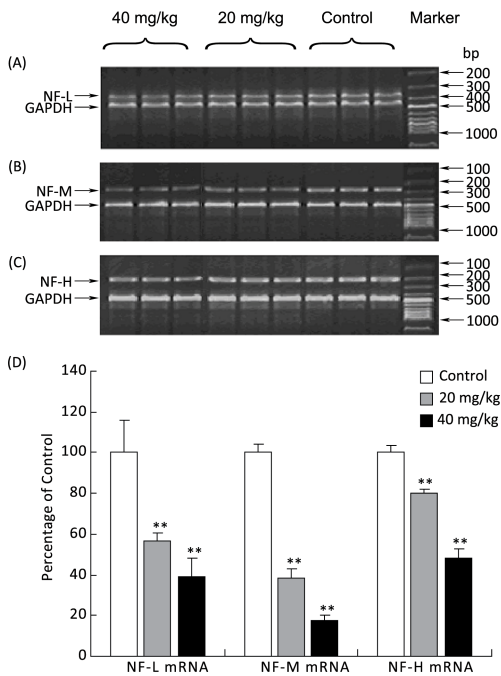 40 mg/kg 20 mg/kg Control Marker
bp
(A)
NF-L
GAPDH
200
300
400
500
1000
(B)
NF-M
GAPDH
100
200
300
500
1000
(C)
NF-H
GAPDH
100
200
300
500
1000
(D)
Percentage of Control
140
120
100
80
60
40
20
0
Control
20 mg/kg
40 mg/kg
** ** ** ** ** **
NF-L mRNA NF-M mRNA NF-H mRNA